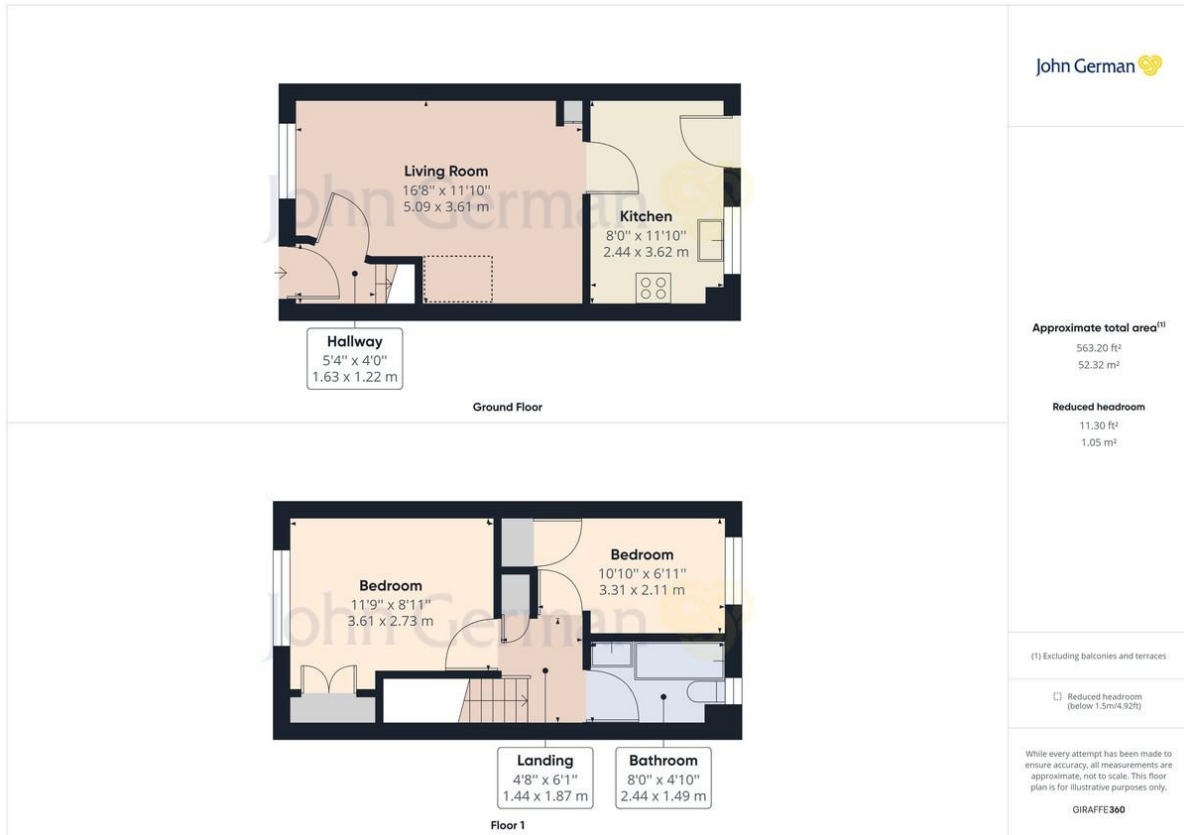 John German
Living Room
16'8" x 11'10"
5.09 x 3.61 m
John German
Kitchen
8'0" x 11'10"
2.44 x 3.62 m
Hallway
5'4" x 4'0"
1.63 x 1.22 m
Ground Floor
Approximate total area(1)
563.20 ft²
52.32 m²
Reduced headroom
11.30 ft²
1.05 m²
Bedroom
11'9" x 8'11"
3.61 x 2.73 m
Bedroom
10'10" x 6'11"
3.31 x 2.11 m
John German
Landing
4'8" x 6'1"
1.44 x 1.87 m
Bathroom
8'0" x 4'10"
2.44 x 1.49 m
Floor 1
(1) Excluding balconies and terraces
Reduced headroom
(below 1.5m/4.92ft)
While every attempt has been made to
ensure accuracy, all measurements are
approximate, not to scale. This floor
plan is for illustrative purposes only.
GIRAFFE360